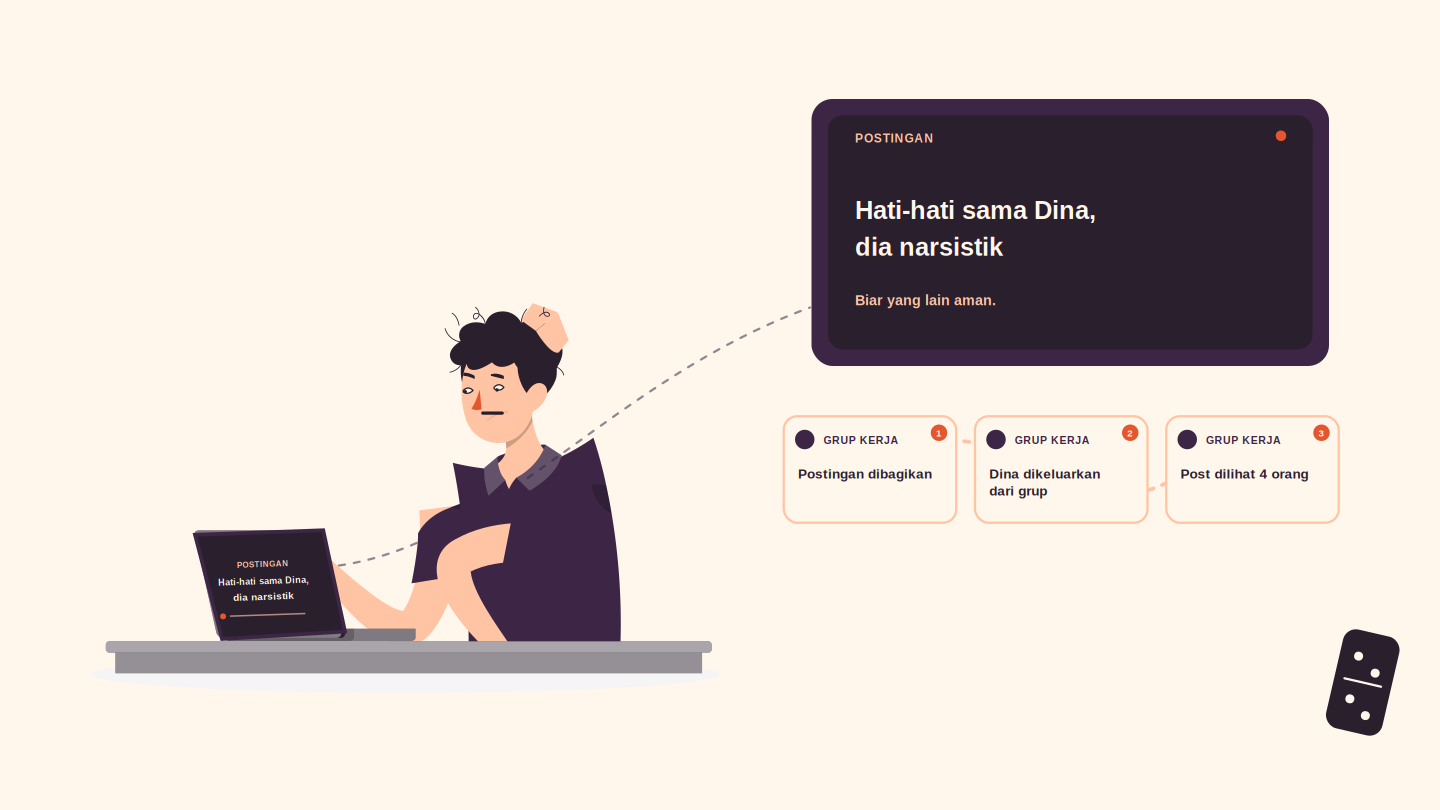 POSTINGAN
Hati-hati sama Dina,
dia narsistik
Biar yang lain aman.
GRUP KERJA
1
Postingan dibagikan
GRUP KERJA
2
Dina dikeluarkan
dari grup
GRUP KERJA
3
Post dilihat 4 orang
POSTINGAN
Hati-hati sama Dina,
dia narsistik